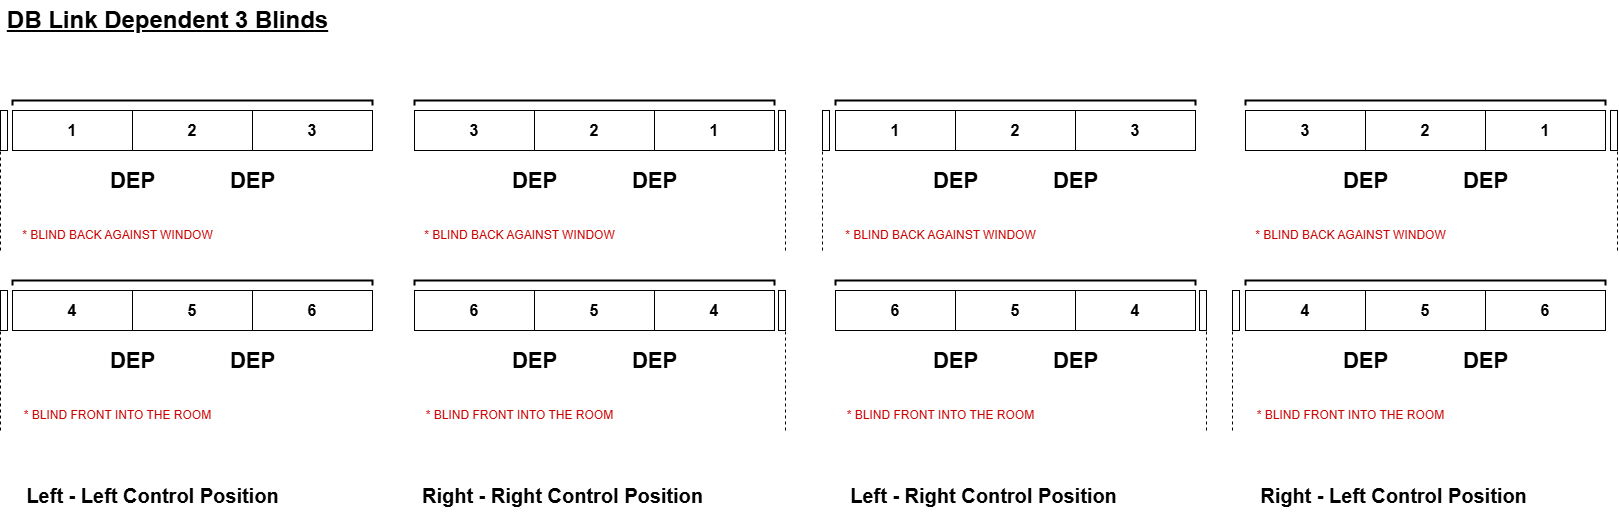 DB Link Dependent 3 Blinds
1 2 3 3 2 1 1 2 3 3 2 1
DEP DEP DEP DEP DEP DEP DEP DEP
* BLIND BACK AGAINST WINDOW * BLIND BACK AGAINST WINDOW * BLIND BACK AGAINST WINDOW * BLIND BACK AGAINST WINDOW
4 5 6 6 5 4 6 5 4 4 5 6
DEP DEP DEP DEP DEP DEP DEP DEP
* BLIND FRONT INTO THE ROOM * BLIND FRONT INTO THE ROOM * BLIND FRONT INTO THE ROOM * BLIND FRONT INTO THE ROOM
Left - Left Control Position Right - Right Control Position Left - Right Control Position Right - Left Control Position